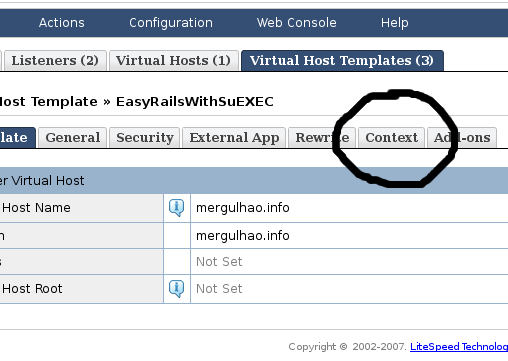 Actions Configuration Web Console Help
Listeners (2) Virtual Hosts (1) Virtual Host Templates (3)
Host Template » EasyRailsWithSuEXEC
late General Security External App Rewrite Context Add-ons
er Virtual Host
Host Name mergulhao.info
n mergulhao.info
s Not Set
Host Root Not Set
Copyright © 2002-2007. LiteSpeed Technolog